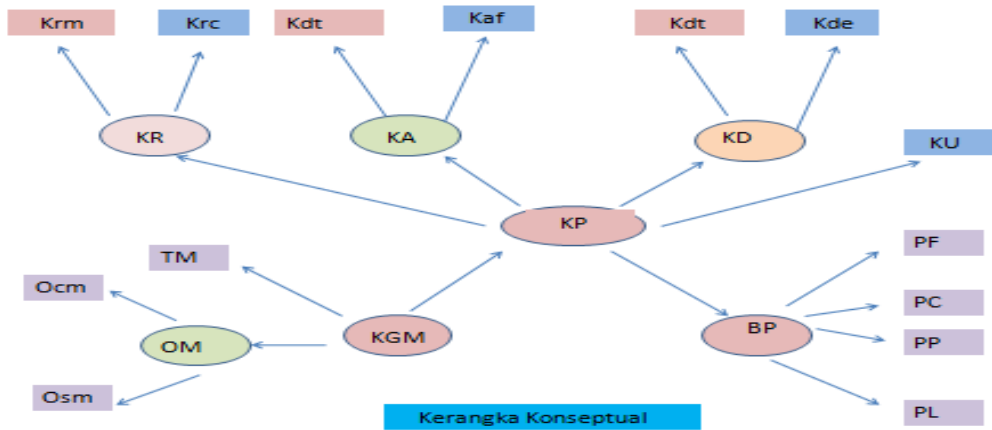 Krm Krc Kdt Kaf Kdt Kde
KR KA KD
KU
KP
TM PF
Ocm PC
OM KGM BP PP
Osm PL
Kerangka Konseptual